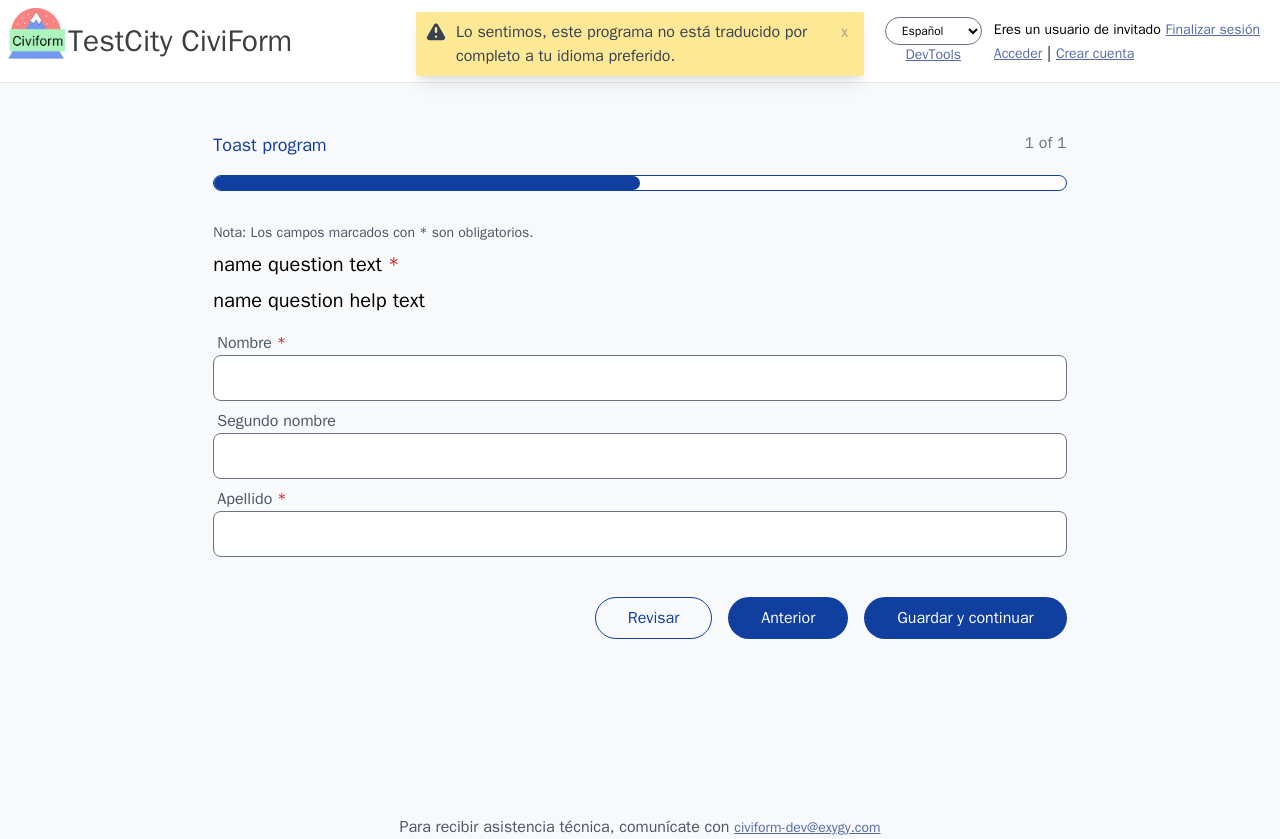 Civiform
TestCity CiviForm
Lo sentimos, este programa no está traducido por
completo a tu idioma preferido.
x
Español
DevTools
Eres un usuario de invitado Finalizar sesión
Acceder | Crear cuenta
Toast program
1 of 1
Nota: Los campos marcados con * son obligatorios.
name question text *
name question help text
Nombre *
Segundo nombre
Apellido *
Revisar
Anterior
Guardar y continuar
Para recibir asistencia técnica, comunícate con civiform-dev@exygy.com